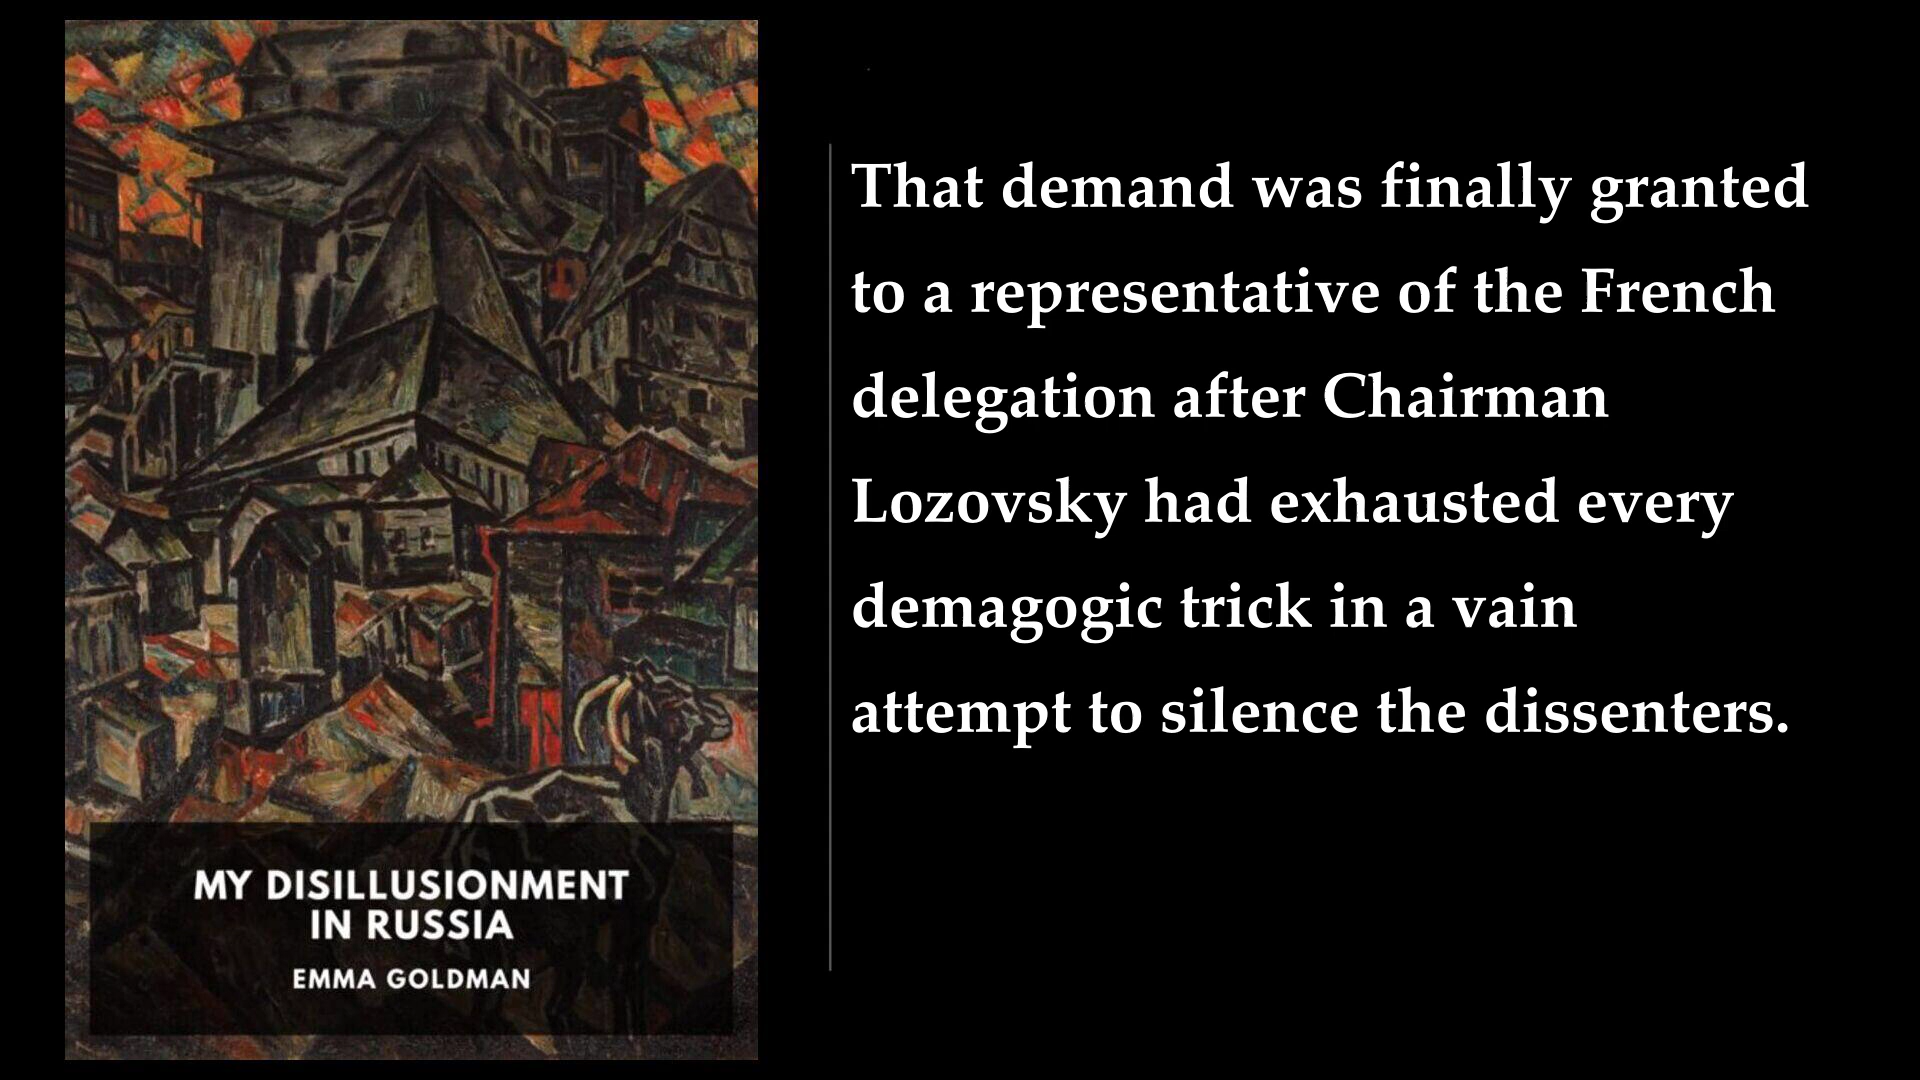 MY DISILLUSIONMENT
IN RUSSIA
EMMA GOLDMAN
That demand was finally granted
to a representative of the French
delegation after Chairman
Lozovsky had exhausted every
demagogic trick in a vain
attempt to silence the dissenters.